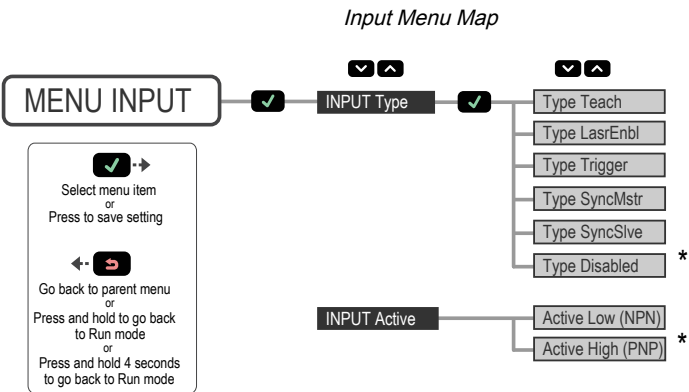 Input Menu Map
MENU INPUT
INPUT Type
Type Teach
Type LasrEnbl
Type Trigger
Type SyncMstr
Type SyncSlve
Type Disabled *
INPUT Active
Active Low (NPN)
Active High (PNP) *
Select menu item
or
Press to save setting
Go back to parent menu
or
Press and hold to go back
to Run mode
or
Press and hold 4 seconds
to go back to Run mode